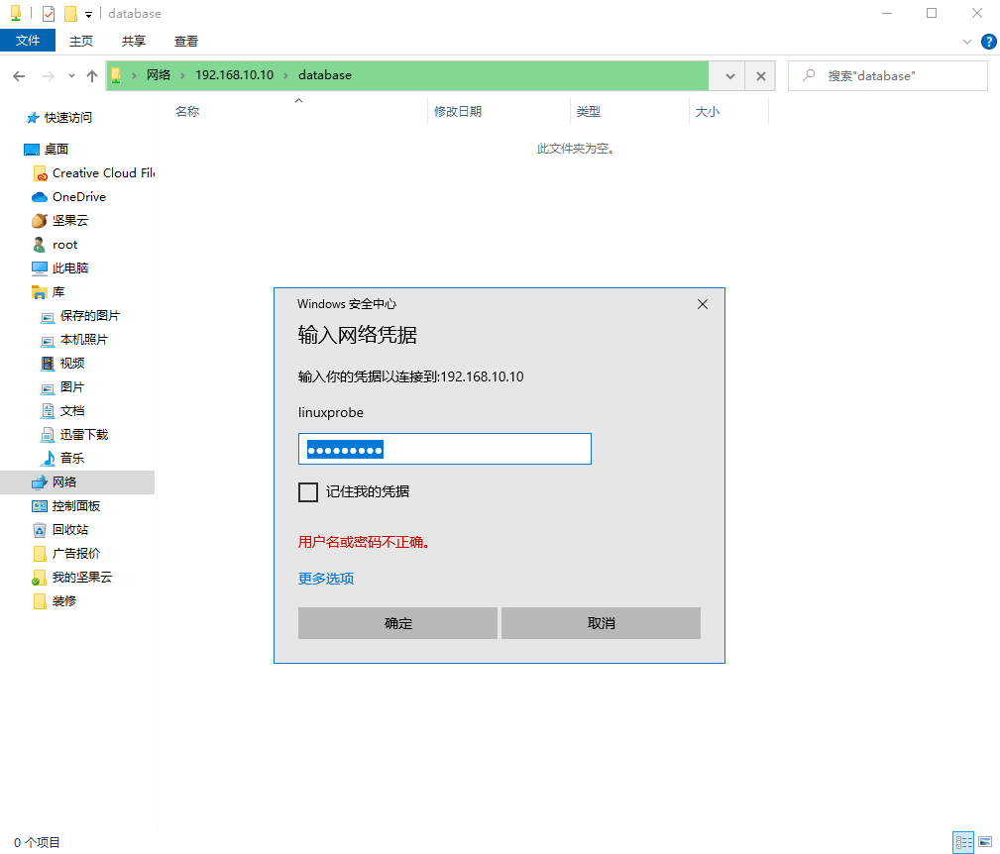 database
文件 主页 共享 查看
网络 192.168.10.10 database 搜索"database"
名称 修改日期 类型 大小
此文件夹为空。
快速访问
桌面
Creative Cloud File
OneDrive
坚果云
root
此电脑
库
保存的图片
本机照片
视频
图片
文档
迅雷下载
音乐
网络
控制面板
回收站
广告报价
我的坚果云
装修
Windows 安全中心
输入网络凭据
输入你的凭据以连接到:192.168.10.10
linuxprobe
记住我的凭据
用户名或密码不正确。
更多选项
确定 取消
0 个项目